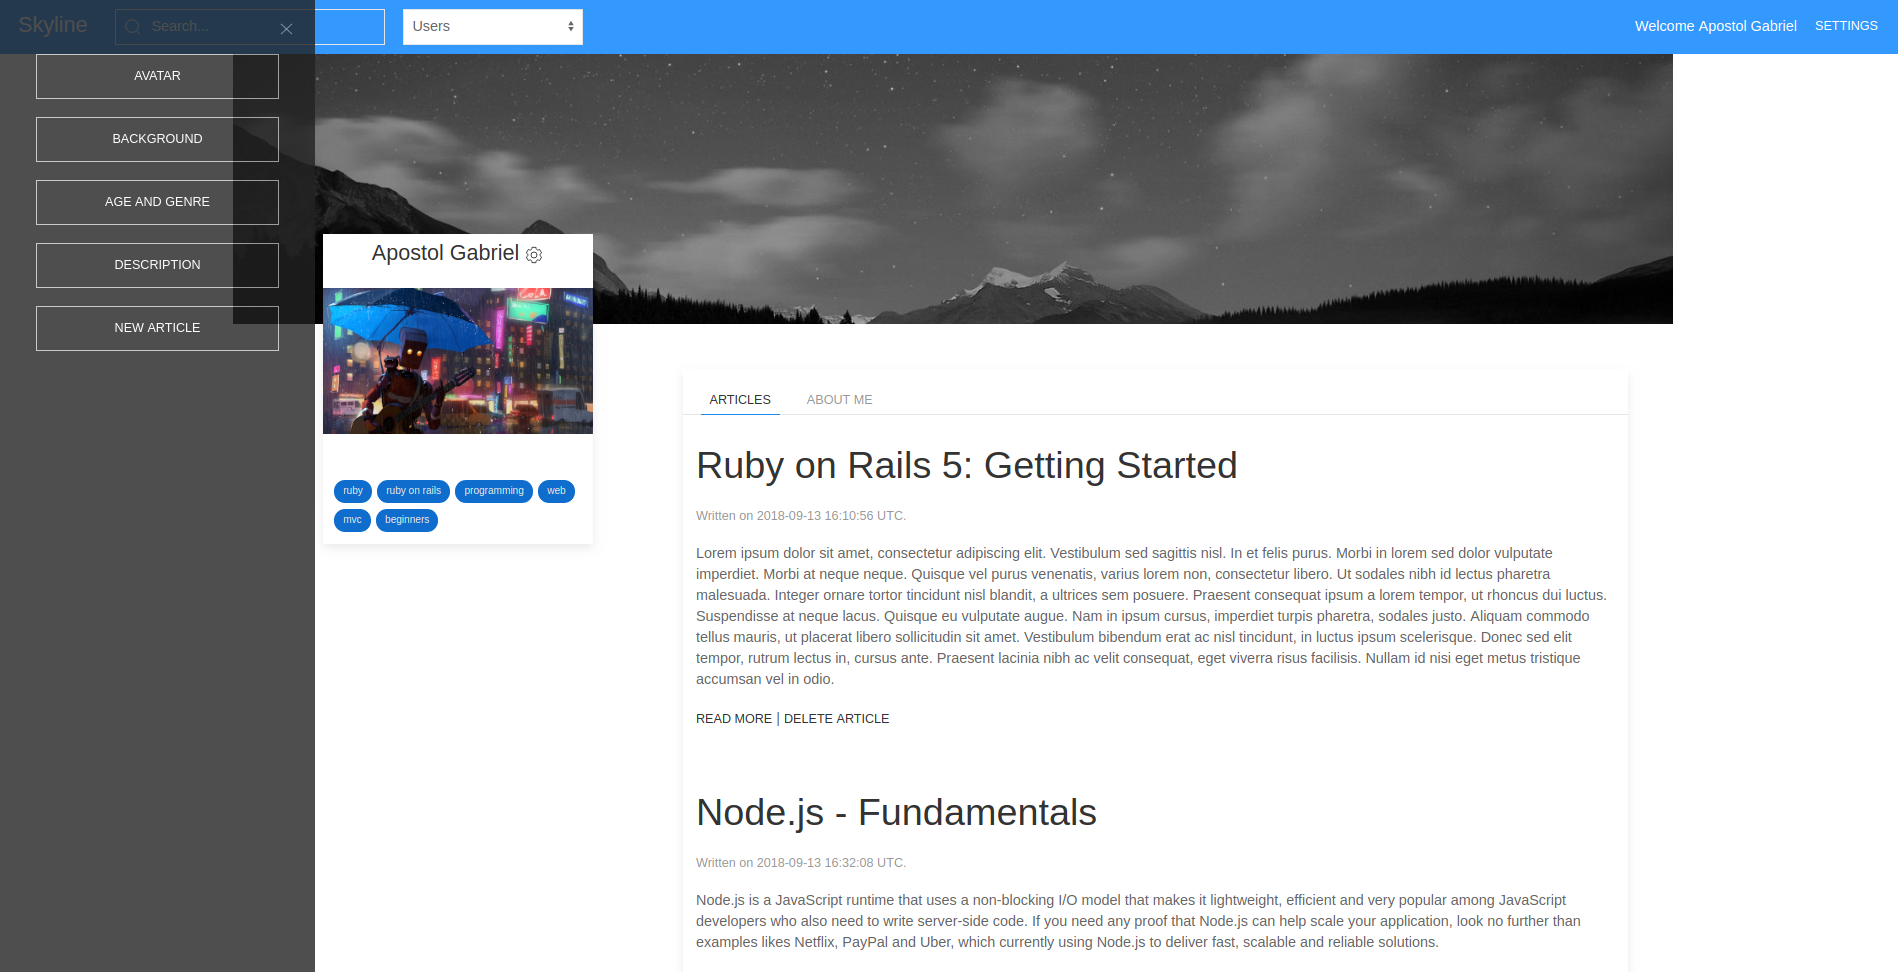 Skyline
Search...
Users
Welcome Apostol Gabriel
SETTINGS
AVATAR
BACKGROUND
AGE AND GENRE
DESCRIPTION
NEW ARTICLE
Apostol Gabriel
ruby ruby on rails programming web
mvc beginners
ARTICLES ABOUT ME
Ruby on Rails 5: Getting Started
Written on 2018-09-13 16:10:56 UTC.
Lorem ipsum dolor sit amet, consectetur adipiscing elit. Vestibulum sed sagittis nisl. In et felis purus. Morbi in lorem sed dolor vulputate
imperdiet. Morbi at neque neque. Quisque vel purus venenatis, varius lorem non, consectetur libero. Ut sodales nibh id lectus pharetra
malesuada. Integer ornare tortor tincidunt nisl blandit, a ultrices sem posuere. Praesent consequat ipsum a lorem tempor, ut rhoncus dui luctus.
Suspendisse at neque lacus. Quisque eu vulputate augue. Nam in ipsum cursus, imperdiet turpis pharetra, sodales justo. Aliquam commodo
tellus mauris, ut placerat libero sollicitudin sit amet. Vestibulum bibendum erat ac nisl tincidunt, in luctus ipsum scelerisque. Donec sed elit
tempor, rutrum lectus in, cursus ante. Praesent lacinia nibh ac velit consequat, eget viverra risus facilisis. Nullam id nisi eget metus tristique
accumsan vel in odio.
READ MORE | DELETE ARTICLE
Node.js - Fundamentals
Written on 2018-09-13 16:32:08 UTC.
Node.js is a JavaScript runtime that uses a non-blocking I/O model that makes it lightweight, efficient and very popular among JavaScript
developers who also need to write server-side code. If you need any proof that Node.js can help scale your application, look no further than
examples likes Netflix, PayPal and Uber, which currently using Node.js to deliver fast, scalable and reliable solutions.